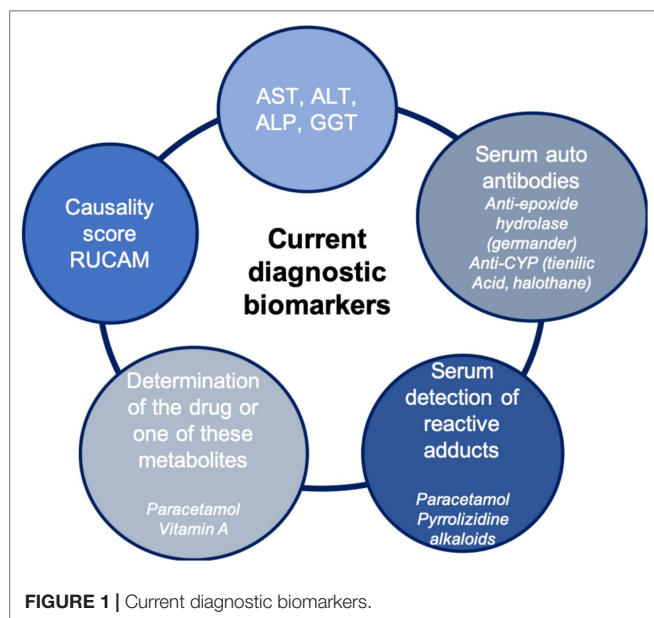 AST, ALT,
ALP, GGT
Serum auto
antibodies
Anti-epoxide
hydrolase
(germander)
Anti-CYP (tienilic
Acid, halothane)
Causality
score
RUCAM
Current
diagnostic
biomarkers
Determination
of the drug or
one of these
metabolites
Paracetamol
Vitamin A
Serum
detection of
reactive
adducts
Paracetamol
Pyrrolizidine
alkaloids
FIGURE 1 | Current diagnostic biomarkers.